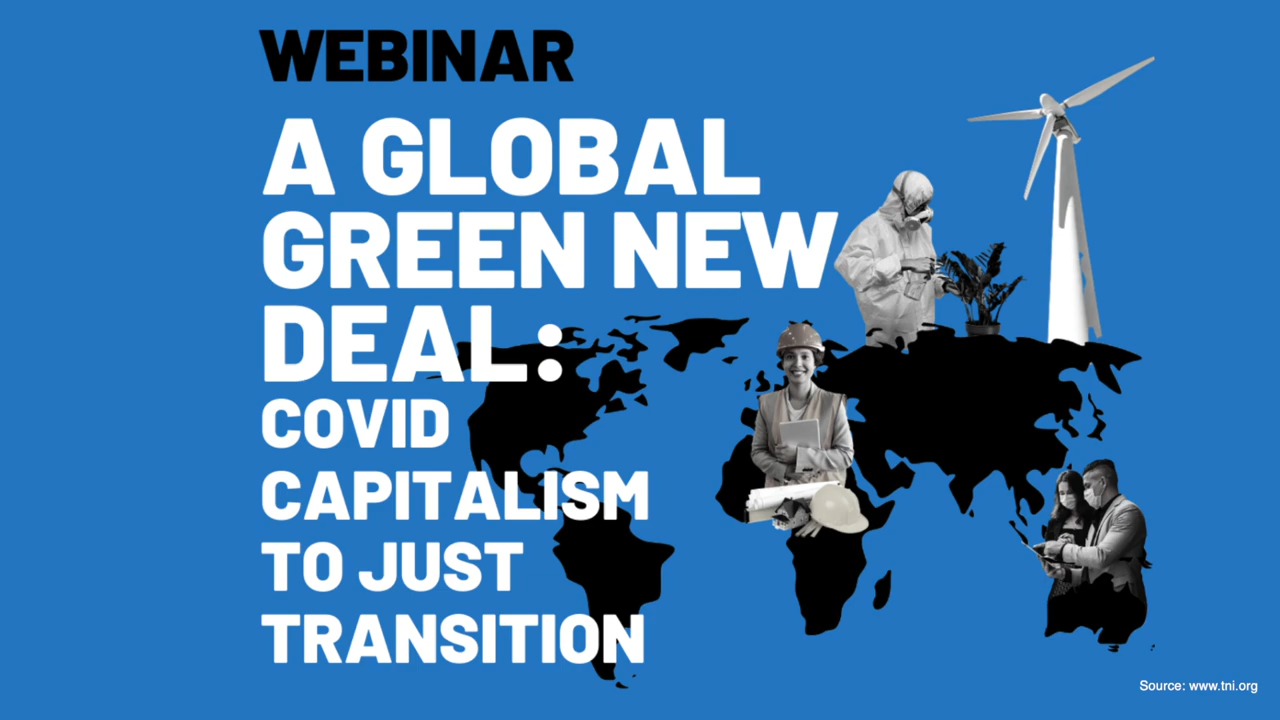 WEBINAR
A GLOBAL
GREEN NEW
DEAL:
COVID
CAPITALISM
TO JUST
TRANSITION
Source: www.tni.org